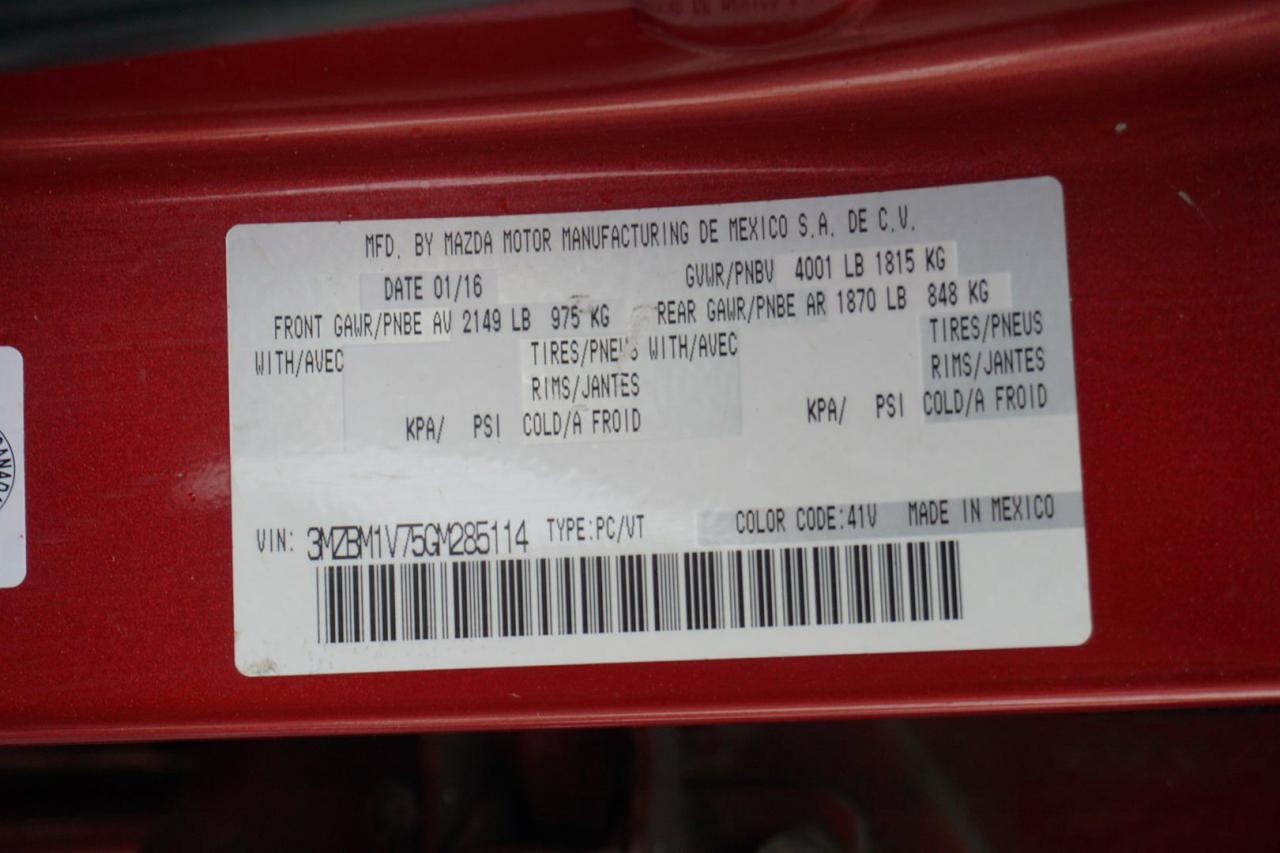 MFD. BY MAZDA MOTOR MANUFACTURING DE MEXICO S.A. DE C.V.
DATE 01/16 GVWR/PNBV 4001 LB 1815 KG
FRONT GAWR/PNBE AV 2149 LB 975 KG REAR GAWR/PNBE AR 1870 LB 848 KG
WITH/AVEC TIRES/PNEUS WITH/AVEC TIRES/PNEUS
RIMS/JANTES RIMS/JANTES
KPA/ PSI COLD/A FROID KPA/ PSI COLD/A FROID
VIN: 3MZBM1V75GM285114 TYPE:PC/VT COLOR CODE:41V MADE IN MEXICO